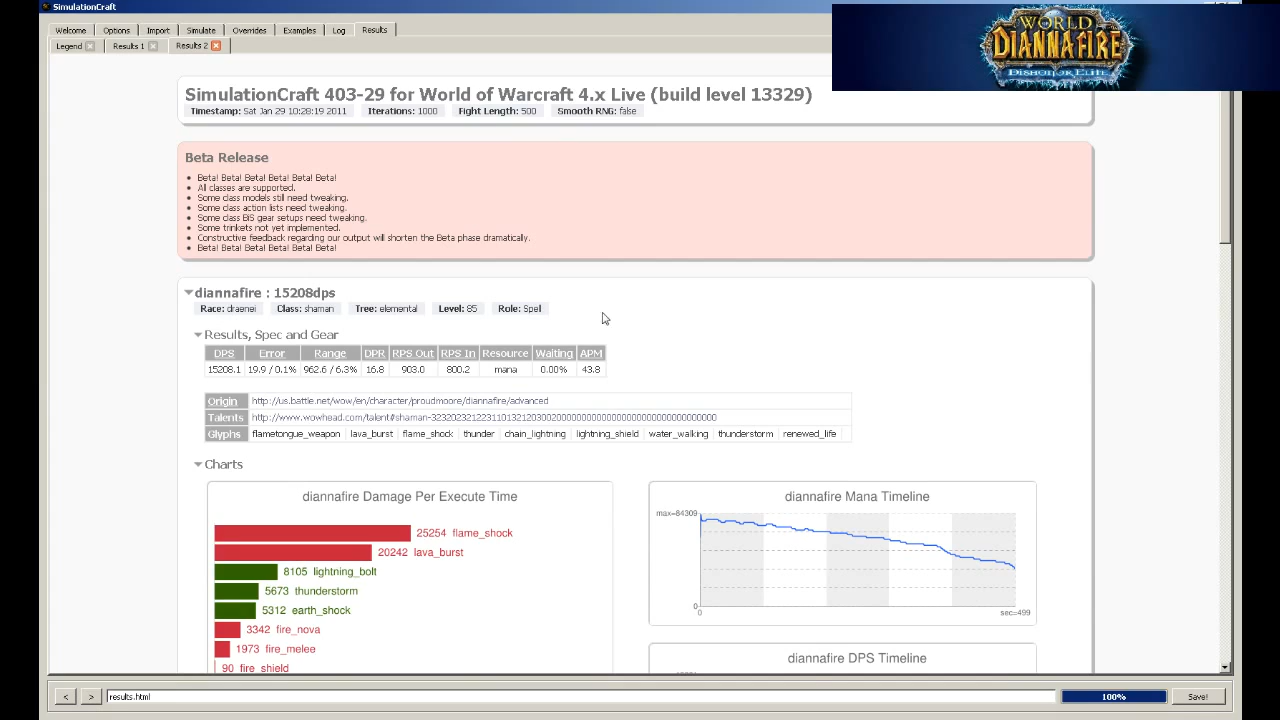 SimulationCraft
Welcome Options Import Simulate Overrides Examples Log Results
Legend Results 1 Results 2
WORLD
DIANNAFIRE
DISHONOR ELITE
SimulationCraft 403-29 for World of Warcraft 4.x Live (build level 13329)
Timestamp: Sat Jan 29 10:28:19 2011 Iterations: 1000 Fight Length: 500 Smooth RNG: false
Beta Release
Beta! Beta! Beta! Beta! Beta! Beta!
All classes are supported.
Some class models still need tweaking.
Some class action lists need tweaking.
Some class BiS gear setups need tweaking.
Some trinkets not yet implemented.
Constructive feedback regarding our output will shorten the Beta phase dramatically.
Beta! Beta! Beta! Beta! Beta! Beta!
diannafire : 15208dps
Race: draenei Class: shaman Tree: elemental Level: 85 Role: Spell
Results, Spec and Gear
DPS Error Range DPR RPS Out RPS In Resource Waiting APM
15208.1 19.9 / 0.1% 962.6 / 6.3% 16.8 903.0 800.2 mana 0.00% 43.8
Origin http://us.battle.net/wow/en/character/proudmoore/diannafire/advanced
Talents
Glyphs flametongue_weapon lava_burst flame_shock thunder chain_lightning lightning_shield water_walking thunderstorm renewed_life
Charts
diannafire Damage Per Execute Time
25254 flame_shock
20242 lava_burst
8105 lightning_bolt
5673 thunderstorm
5312 earth_shock
3342 fire_nova
1973 fire_melee
90 fire_shield
diannafire Mana Timeline
max=84309
0
0 sec=499
diannafire DPS Timeline
< > results.html 100% Save!